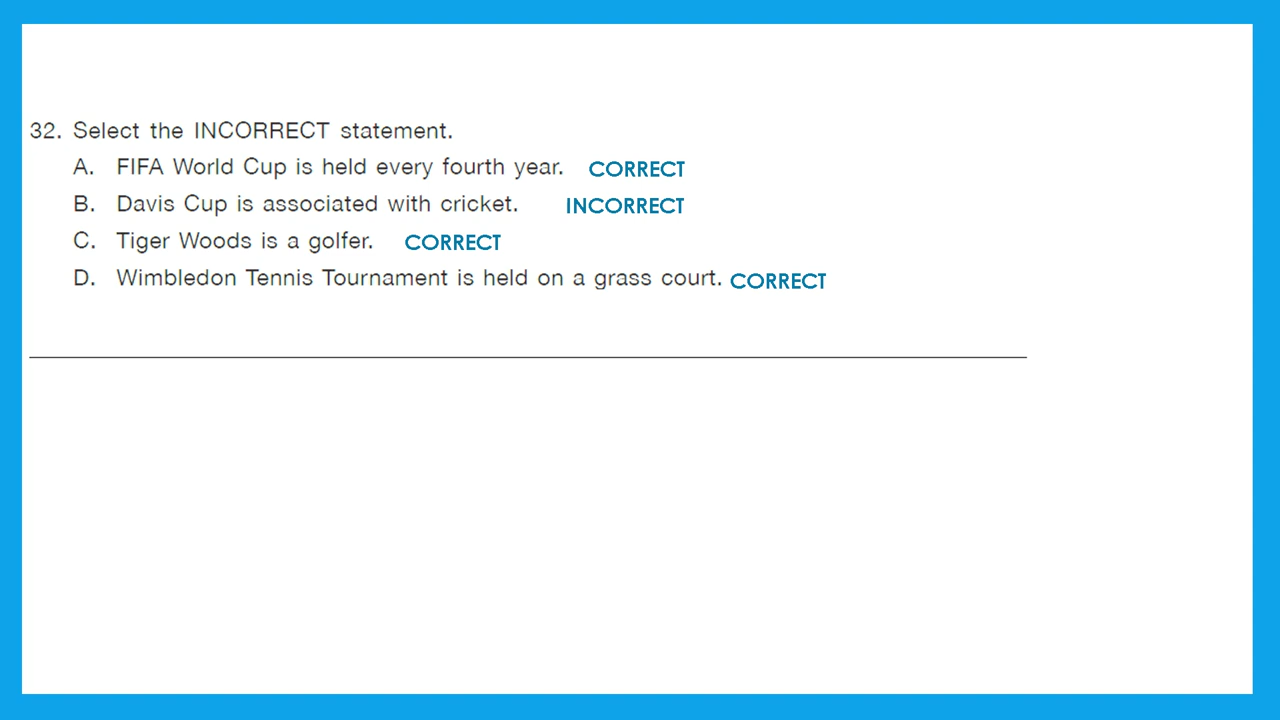 32. Select the INCORRECT statement.
A. FIFA World Cup is held every fourth year. CORRECT
B. Davis Cup is associated with cricket. INCORRECT
C. Tiger Woods is a golfer. CORRECT
D. Wimbledon Tennis Tournament is held on a grass court. CORRECT